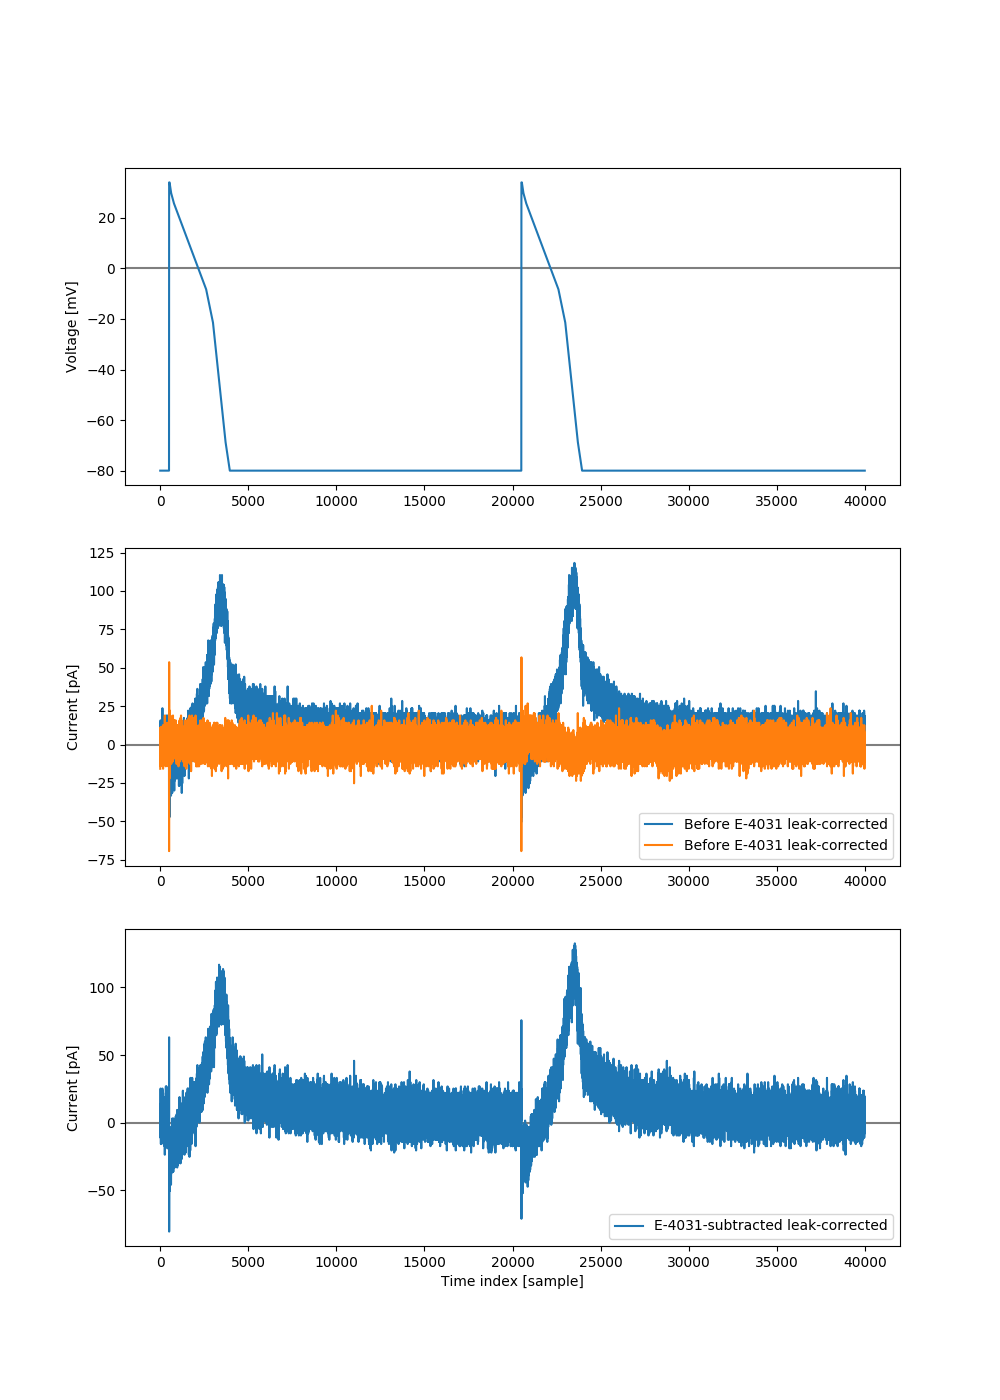 20
0
−20
−40
−60
−80
Voltage [mV]
0 5000 10000 15000 20000 25000 30000 35000 40000
125
100
75
50
25
0
−25
−50
−75
Current [pA]
Before E-4031 leak-corrected
Before E-4031 leak-corrected
0 5000 10000 15000 20000 25000 30000 35000 40000
100
50
0
−50
Current [pA]
E-4031-subtracted leak-corrected
0 5000 10000 15000 20000 25000 30000 35000 40000
Time index [sample]